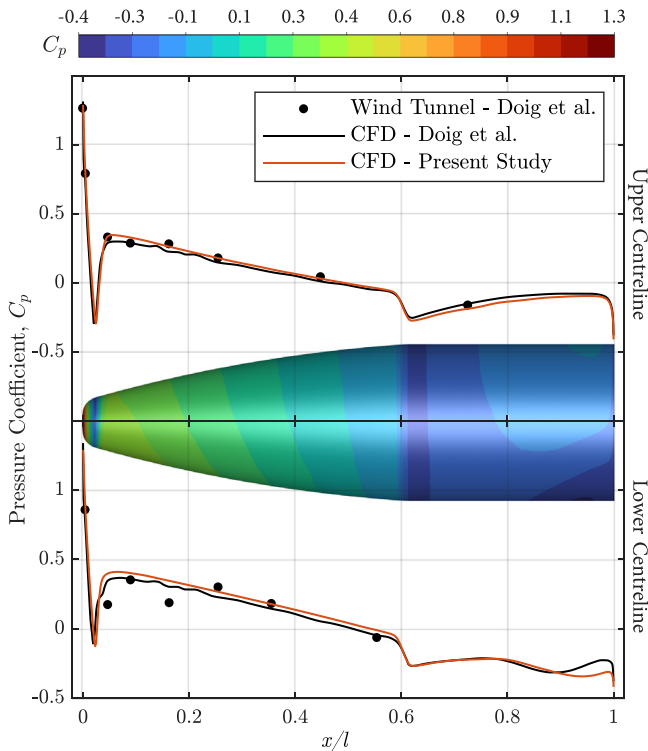 -0.4 -0.3 -0.1 0.1 0.3 0.4 0.6 0.8 0.9 1.1 1.3
Cp
Wind Tunnel - Doig et al.
CFD - Doig et al.
CFD - Present Study
1
0.5
0
-0.5
1
0.5
0
-0.5
Pressure Coefficient, Cp
Upper Centreline
Lower Centreline
0 0.2 0.4 0.6 0.8 1
x/l